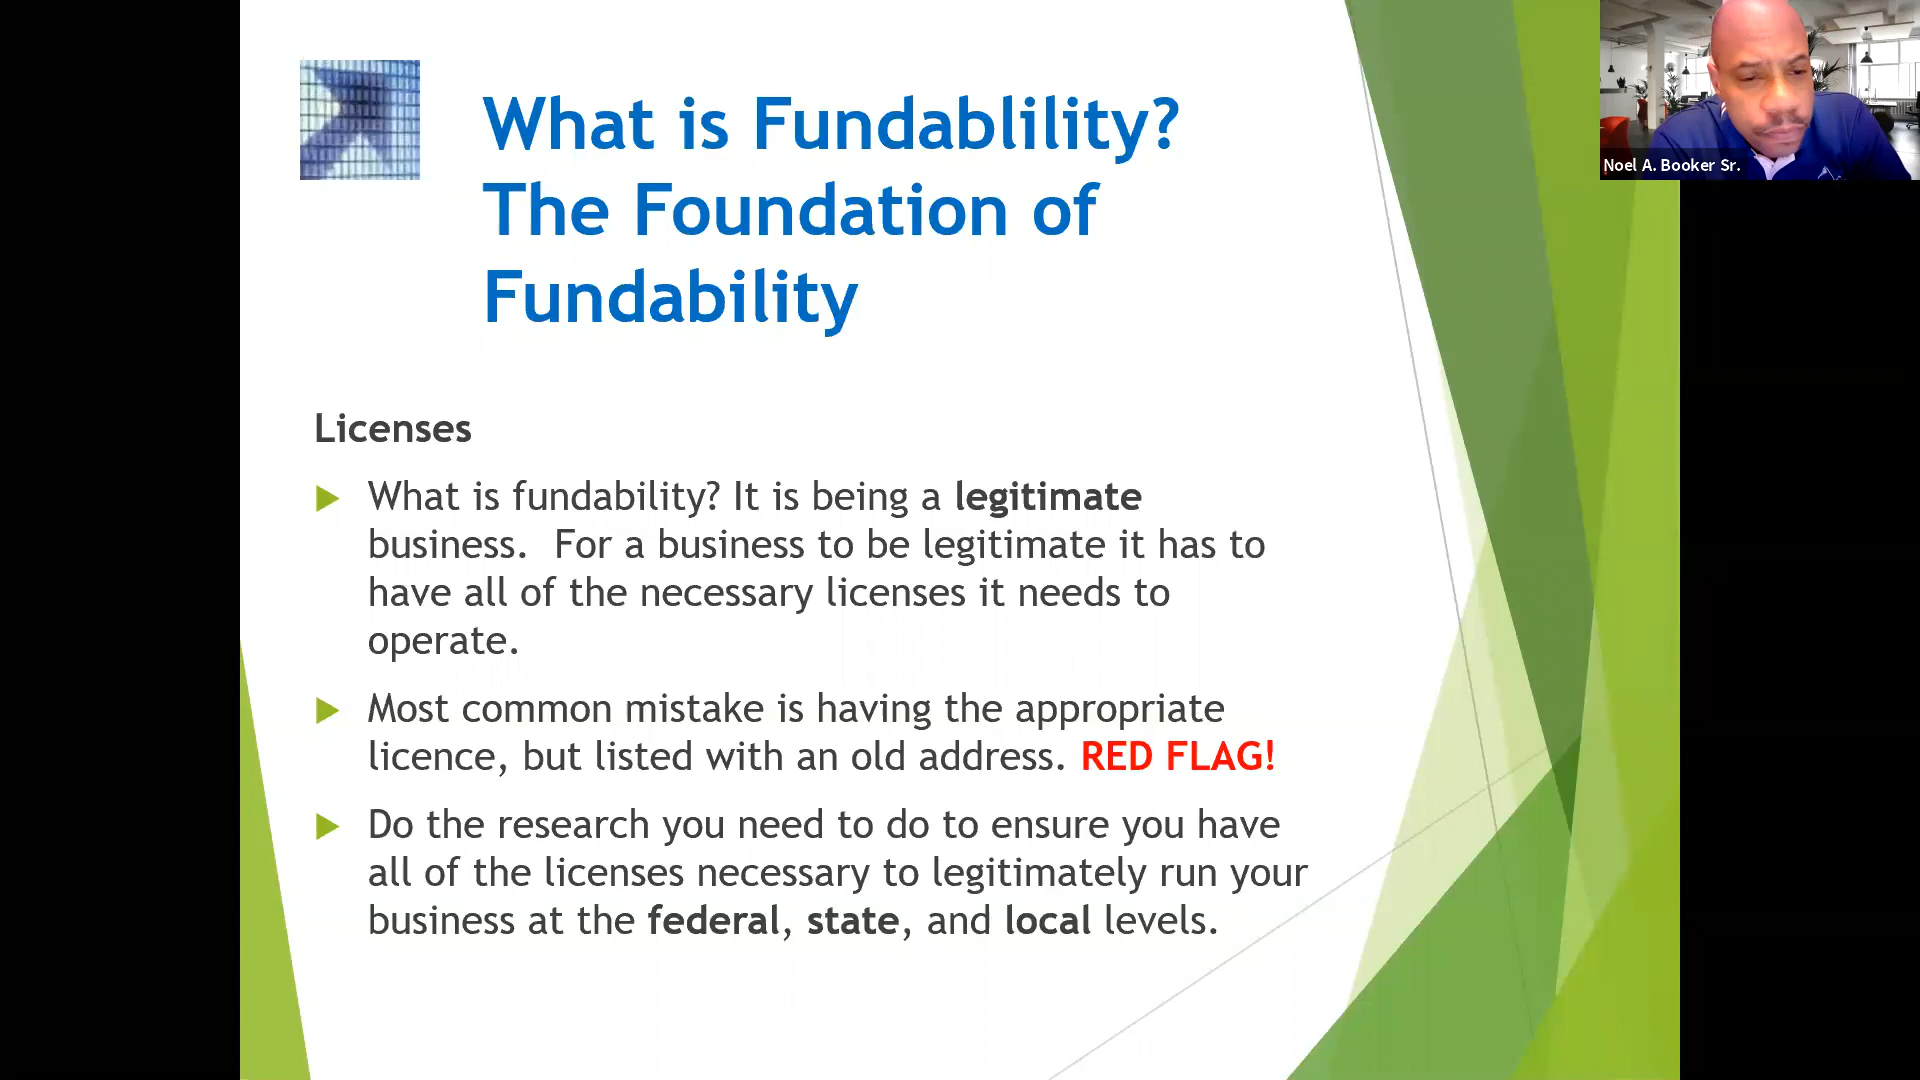 What is Fundablility?
The Foundation of
Fundability
Noel A. Booker Sr.
Licenses
What is fundability? It is being a legitimate
business.  For a business to be legitimate it has to
have all of the necessary licenses it needs to
operate.
Most common mistake is having the appropriate
licence, but listed with an old address. RED FLAG!
Do the research you need to do to ensure you have
all of the licenses necessary to legitimately run your
business at the federal, state, and local levels.